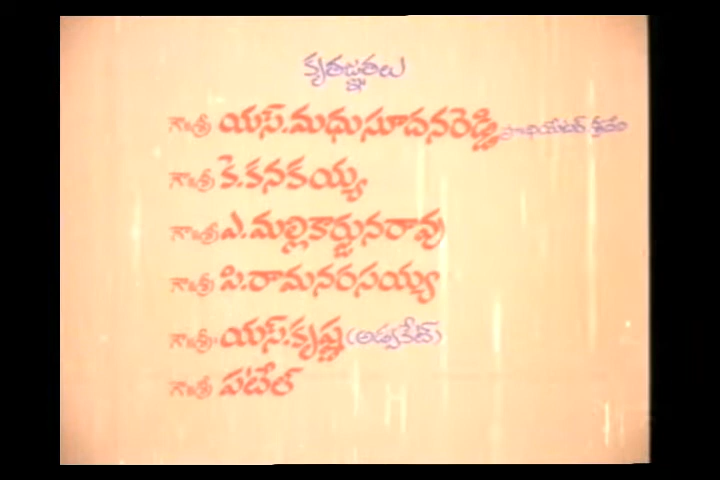 కృతజ్ఞతలు
గౌ॥శ్రీ యస్.మధుసూదనరెడ్డి
గౌ॥శ్రీ కె.కనకయ్య
గౌ॥శ్రీ ఎ.మల్లికార్జునరావు
గౌ॥శ్రీ పి.రామనరసయ్య
గౌ॥శ్రీ యస్.కృష్ణ (అడ్వకేట్)
గౌ॥శ్రీ పటేల్